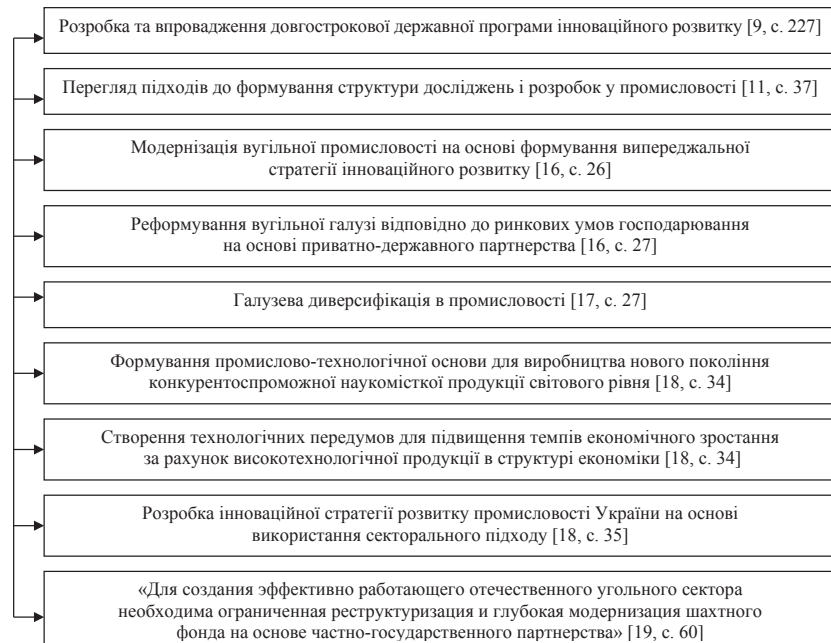 Розробка та впровадження довгострокової державної програми інноваційного розвитку [9, с. 227]
Перегляд підходів до формування структури досліджень і розробок у промисловості [11, с. 37]
Модернізація вугільної промисловості на основі формування випереджальної
стратегії інноваційного розвитку [16, с. 26]
Реформування вугільної галузі відповідно до ринкових умов господарювання
на основі приватно-державного партнерства [16, с. 27]
Галузева диверсифікація в промисловості [17, с. 27]
Формування промислово-технологічної основи для виробництва нового покоління
конкурентоспроможної наукомісткої продукції світового рівня [18, с. 34]
Створення технологічних передумов для підвищення темпів економічного зростання
за рахунок високотехнологічної продукції в структурі економіки [18, с. 34]
Розробка інноваційної стратегії розвитку промисловості України на основі
використання секторального підходу [18, с. 35]
«Для создания эффективно работающего отечественного угольного сектора
необходима ограниченная реструктуризация и глубокая модернизация шахтного
фонда на основе частно-государственного партнерства» [19, с. 60]